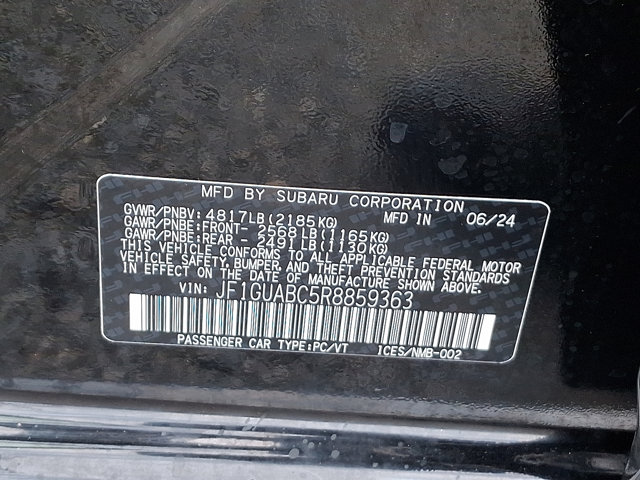 MFD BY SUBARU CORPORATION
GVWR/PNBV: 4817LB(2185KG) MFD IN 06/24
GAWR/PNBE:FRONT- 2568LB(1165KG)
GAWR/PNBE:REAR - 2491LB(1130KG)
THIS VEHICLE CONFORMS TO ALL APPLICABLE FEDERAL MOTOR
VEHICLE SAFETY,BUMPER,AND THEFT PREVENTION STANDARDS
IN EFFECT ON THE DATE OF MANUFACTURE SHOWN ABOVE.
VIN: JF1GUABC5R8859363
PASSENGER CAR TYPE:PC/VT ICES/NMB-002